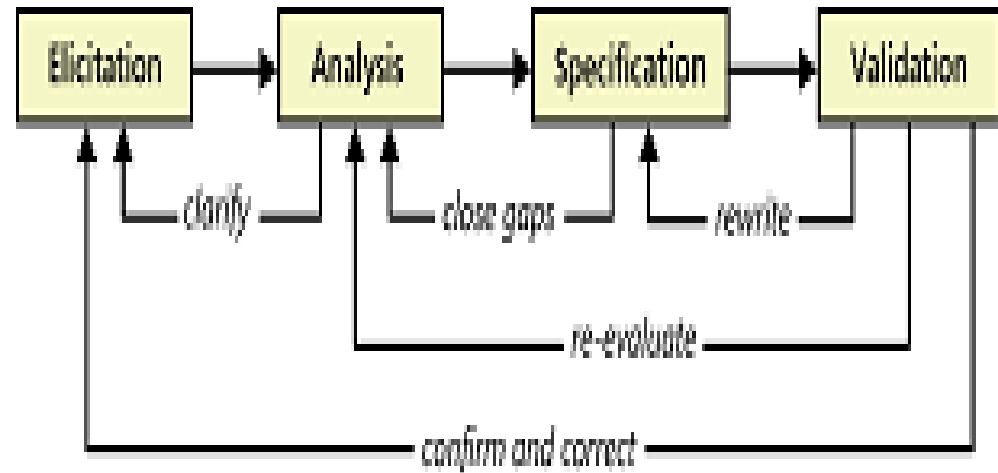 Elicitation
Analysis
Specification
Validation
clarify
close gaps
rewrite
re-evaluate
confirm and correct